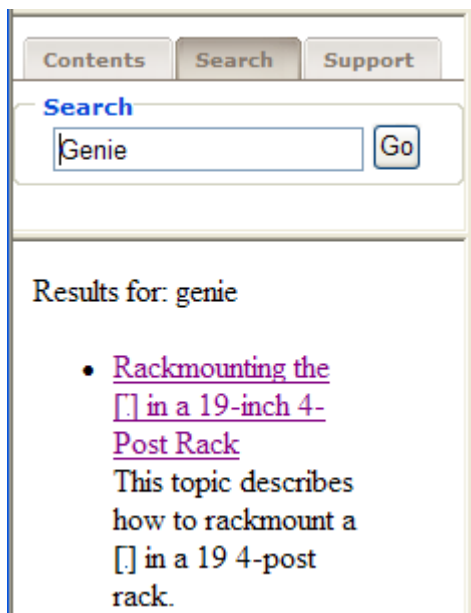 Contents Search Support
Search
Genie Go
Results for: genie
• Rackmounting the
[.] in a 19-inch 4-
Post Rack
This topic describes
how to rackmount a
[.] in a 19 4-post
rack.